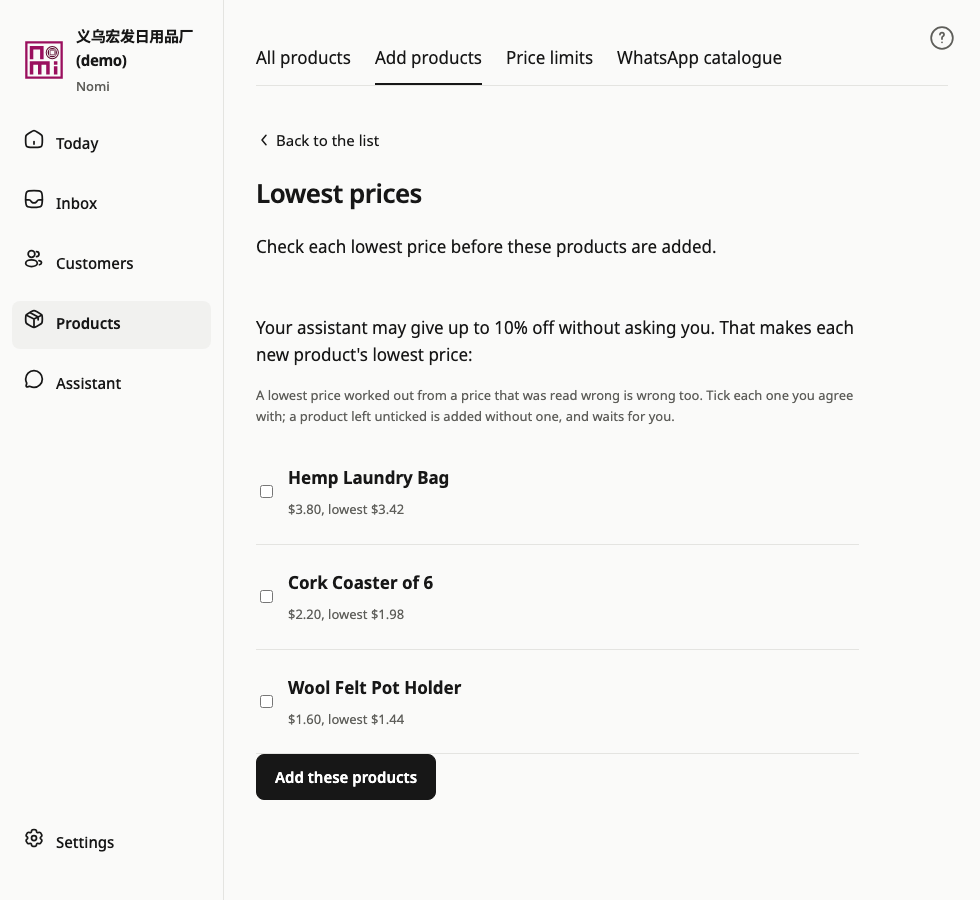 nomi
义乌宏发日用品厂
(demo)
Nomi
Today
Inbox
Customers
Products
Assistant
Settings
All products
Add products
Price limits
WhatsApp catalogue
?
Back to the list
Lowest prices
Check each lowest price before these products are added.
Your assistant may give up to 10% off without asking you. That makes each
new product's lowest price:
A lowest price worked out from a price that was read wrong is wrong too. Tick each one you agree
with; a product left unticked is added without one, and waits for you.
Hemp Laundry Bag
$3.80, lowest $3.42
Cork Coaster of 6
$2.20, lowest $1.98
Wool Felt Pot Holder
$1.60, lowest $1.44
Add these products